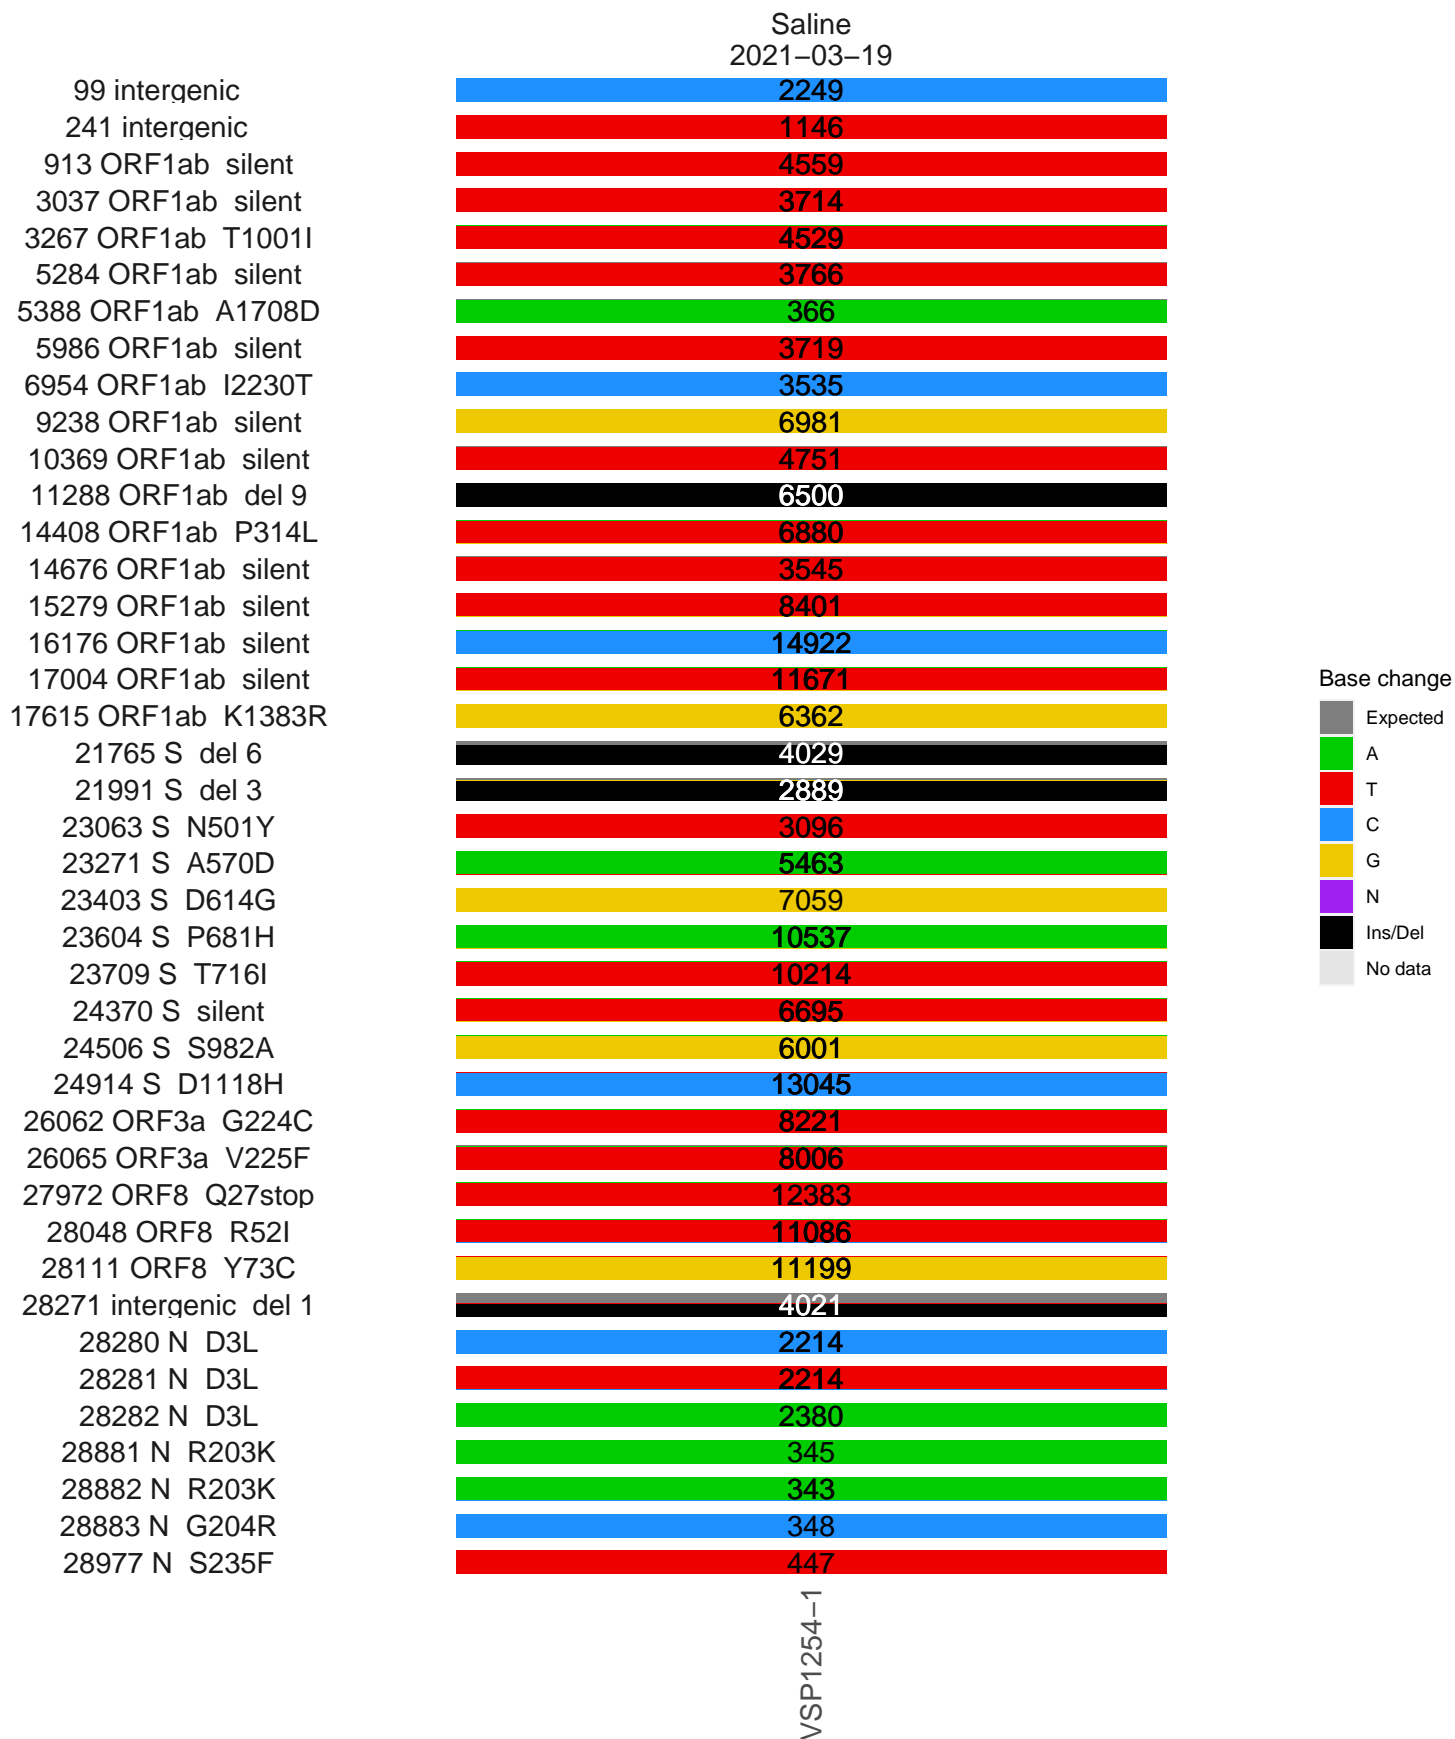 Saline
2021−03−19
99 intergenic 2249
241 intergenic 1146
913 ORF1ab silent 4559
3037 ORF1ab silent 3714
3267 ORF1ab T1001I 4529
5284 ORF1ab silent 3766
5388 ORF1ab A1708D 366
5986 ORF1ab silent 3719
6954 ORF1ab I2230T 3535
9238 ORF1ab silent 6981
10369 ORF1ab silent 4751
11288 ORF1ab del 9 6500
14408 ORF1ab P314L 6880
14676 ORF1ab silent 3545
15279 ORF1ab silent 8401
16176 ORF1ab silent 14922
17004 ORF1ab silent 11671
17615 ORF1ab K1383R 6362
21765 S del 6 4029
21991 S del 3 2889
23063 S N501Y 3096
23271 S A570D 5463
23403 S D614G 7059
23604 S P681H 10537
23709 S T716I 10214
24370 S silent 6695
24506 S S982A 6001
24914 S D1118H 13045
26062 ORF3a G224C 8221
26065 ORF3a V225F 8006
27972 ORF8 Q27stop 12383
28048 ORF8 R52I 11086
28111 ORF8 Y73C 11199
28271 intergenic del 1 4021
28280 N D3L 2214
28281 N D3L 2214
28282 N D3L 2380
28881 N R203K 345
28882 N R203K 343
28883 N G204R 348
28977 N S235F 447
VSP1254−1
Base change
Expected
A
T
C
G
N
Ins/Del
No data